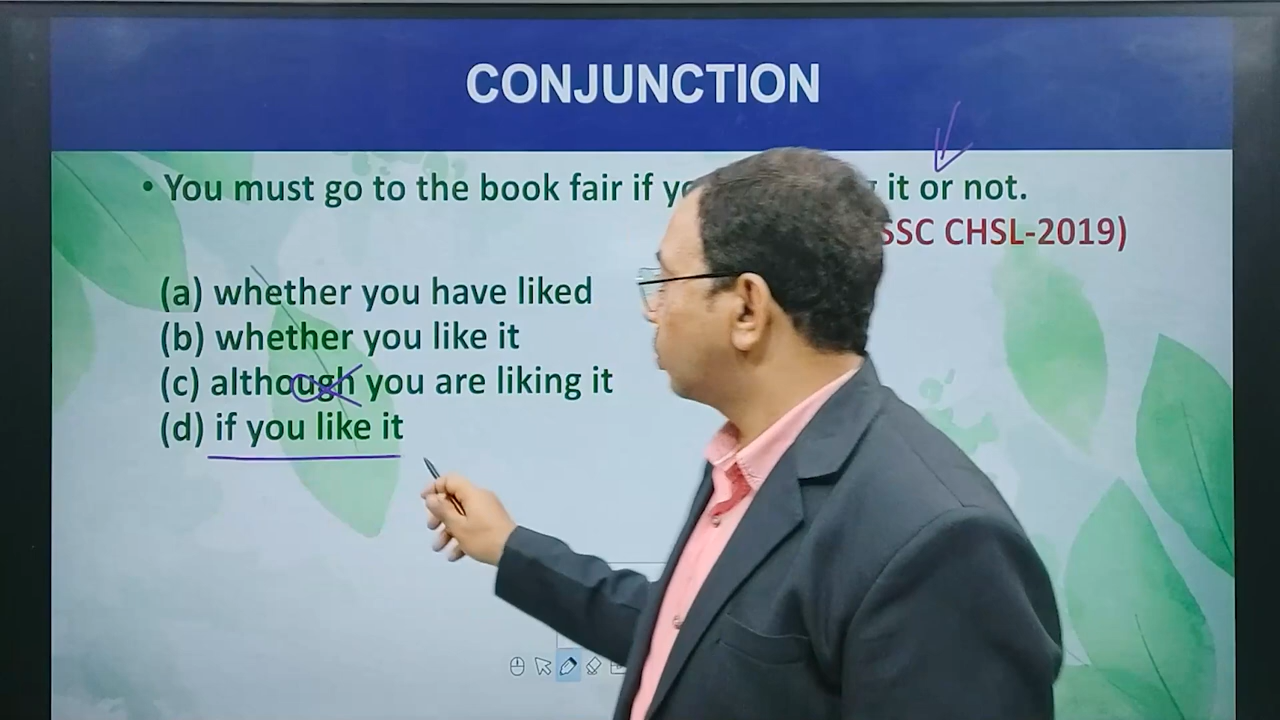 CONJUNCTION
• You must go to the book fair if it or not.
SSC CHSL-2019)
(a) whether you have liked
(b) whether you like it
(c) although you are liking it
(d) if you like it